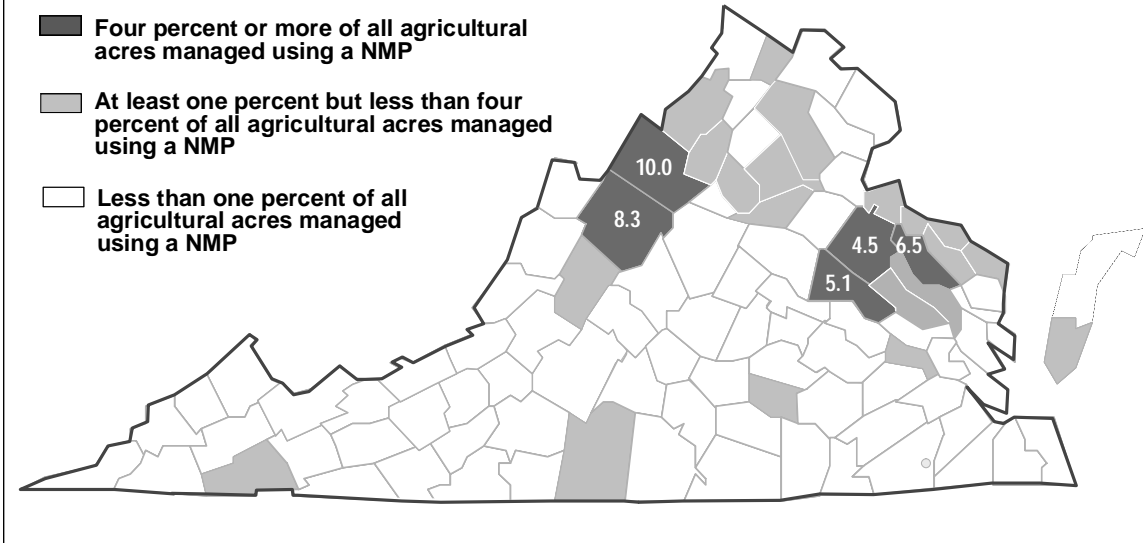 Four percent or more of all agricultural
acres managed using a NMP
At least one percent but less than four
percent of all agricultural acres managed
using a NMP
Less than one percent of all
agricultural acres managed
using a NMP
10.0
8.3
4.5
6.5
5.1